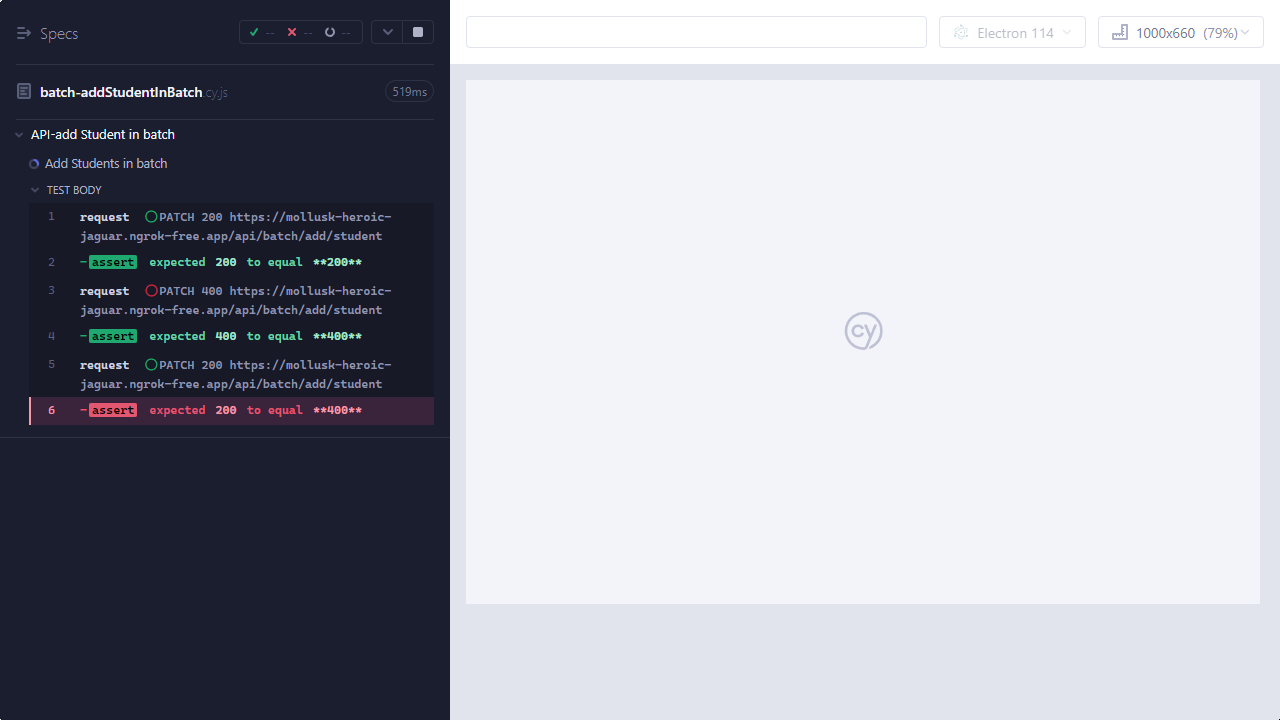 Specs
-- -- --
Electron 114
1000x660 (79%)
batch-addStudentInBatch.cy.js 519ms
API-add Student in batch
Add Students in batch
TEST BODY
1 request PATCH 200 https://mollusk-heroic-
jaguar.ngrok-free.app/api/batch/add/student
2 -assert expected 200 to equal **200**
3 request PATCH 400 https://mollusk-heroic-
jaguar.ngrok-free.app/api/batch/add/student
4 -assert expected 400 to equal **400**
5 request PATCH 200 https://mollusk-heroic-
jaguar.ngrok-free.app/api/batch/add/student
6 -assert expected 200 to equal **400**
cy